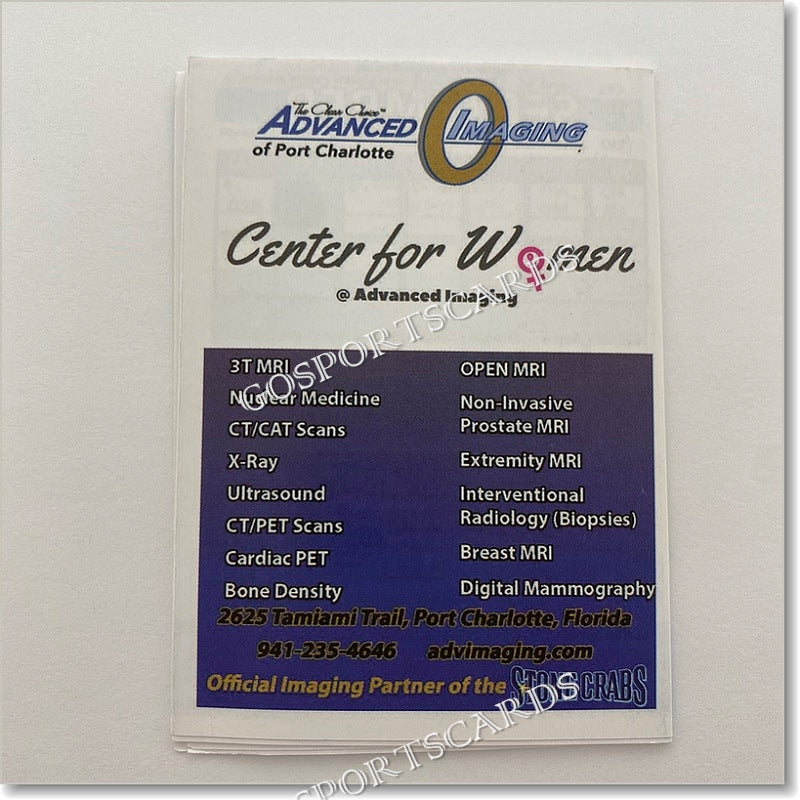 The Clear Choice™
ADVANCED IMAGING
of Port Charlotte
Center for Women
@ Advanced Imaging
3T MRI
Nuclear Medicine
CT/CAT Scans
X-Ray
Ultrasound
CT/PET Scans
Cardiac PET
Bone Density
OPEN MRI
Non-Invasive
Prostate MRI
Extremity MRI
Interventional
Radiology (Biopsies)
Breast MRI
Digital Mammography
2625 Tamiami Trail, Port Charlotte, Florida
941-235-4646 advimaging.com
Official Imaging Partner of the STONE CRABS
GOSPORTSCARDS
OSPORTSCARDS